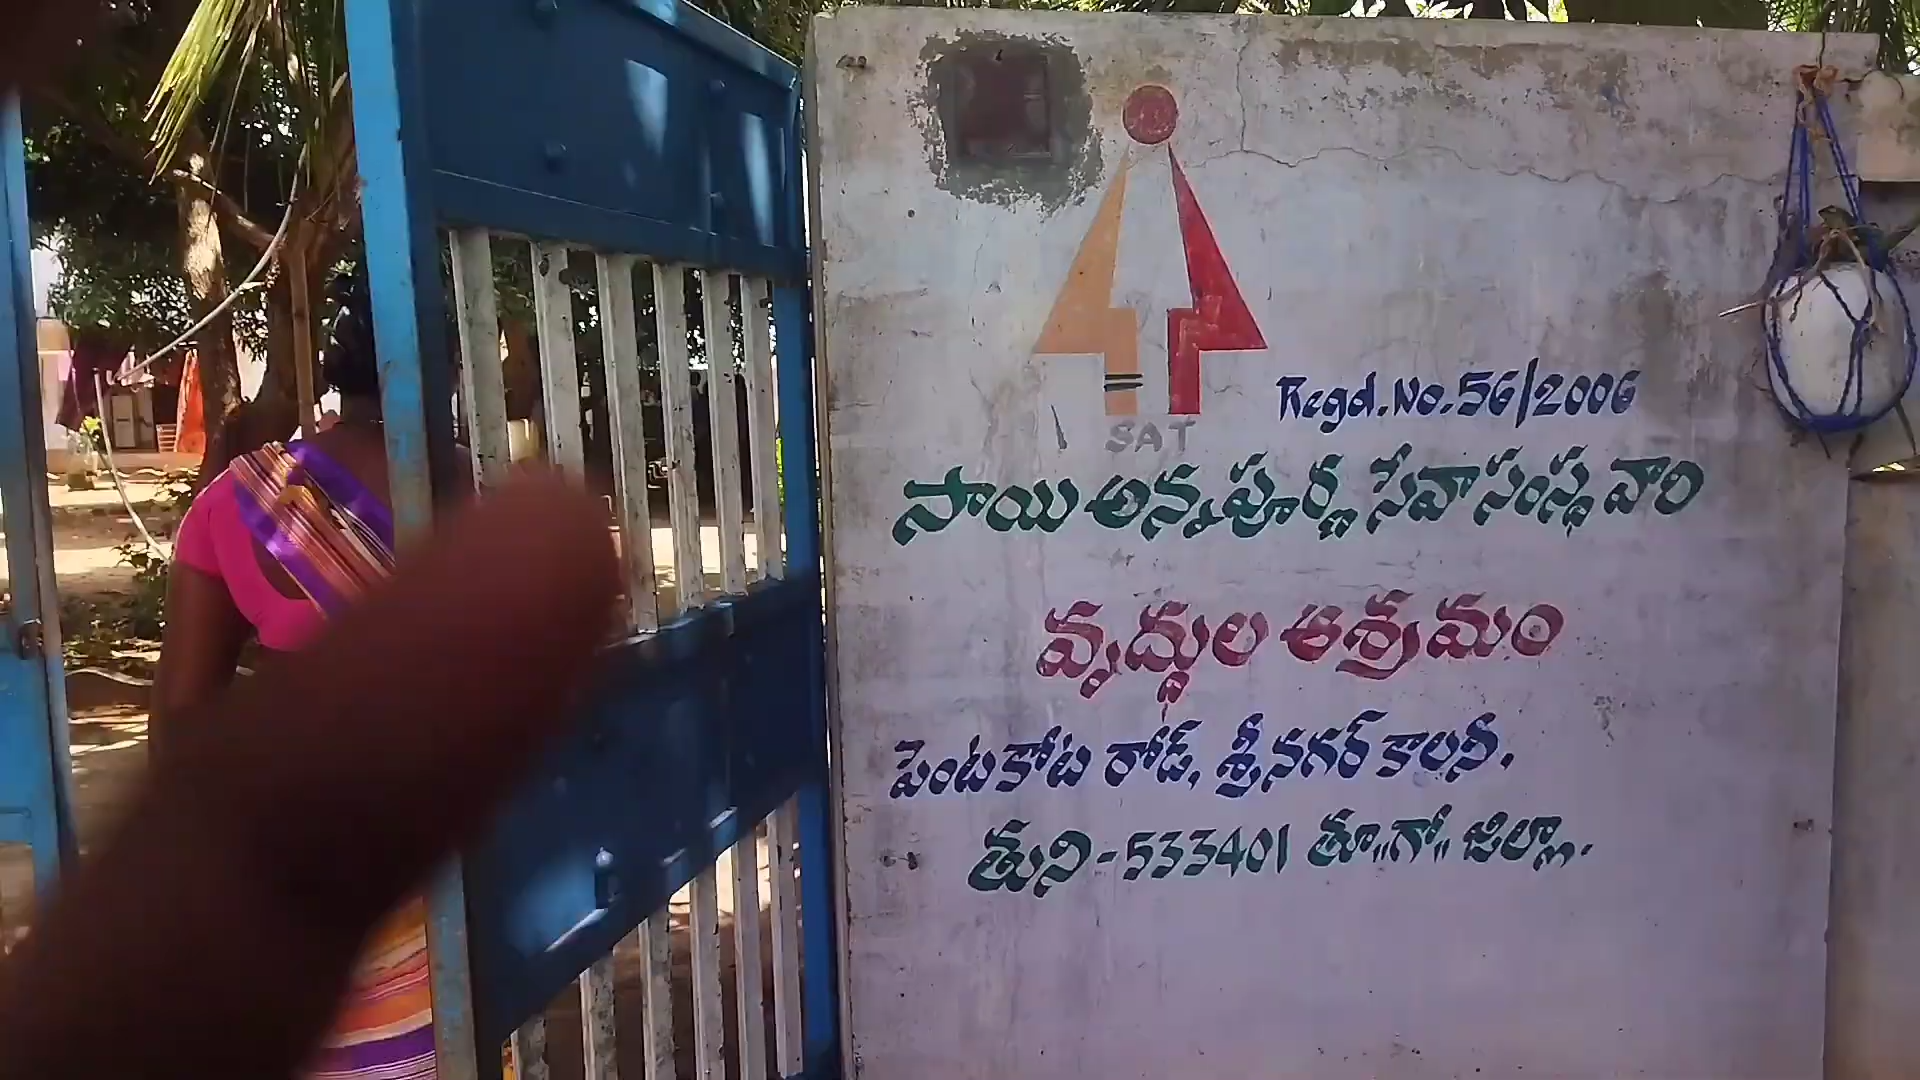 SAT
Regd.No.56/2006
సాయి అన్నపూర్ణ సేవా సంస్థ వారి
వృద్ధుల ఆశ్రమం
పెంటకోట రోడ్, శ్రీనగర్ కాలనీ.
తుని-533401 తూ,,గో,, జిల్లా.